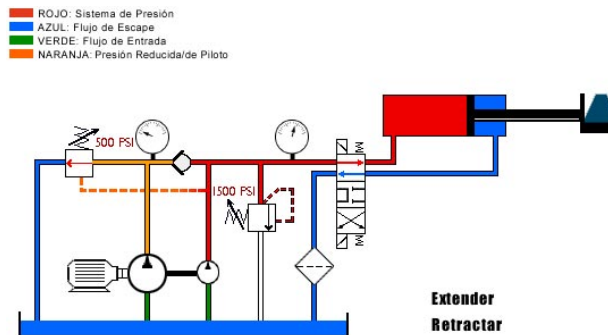 ROJO: Sistema de Presión
AZUL: Flujo de Escape
VERDE: Flujo de Entrada
NARANJA: Presión Reducida/de Piloto
500 PSI
1500 PSI
Extender
Retractar